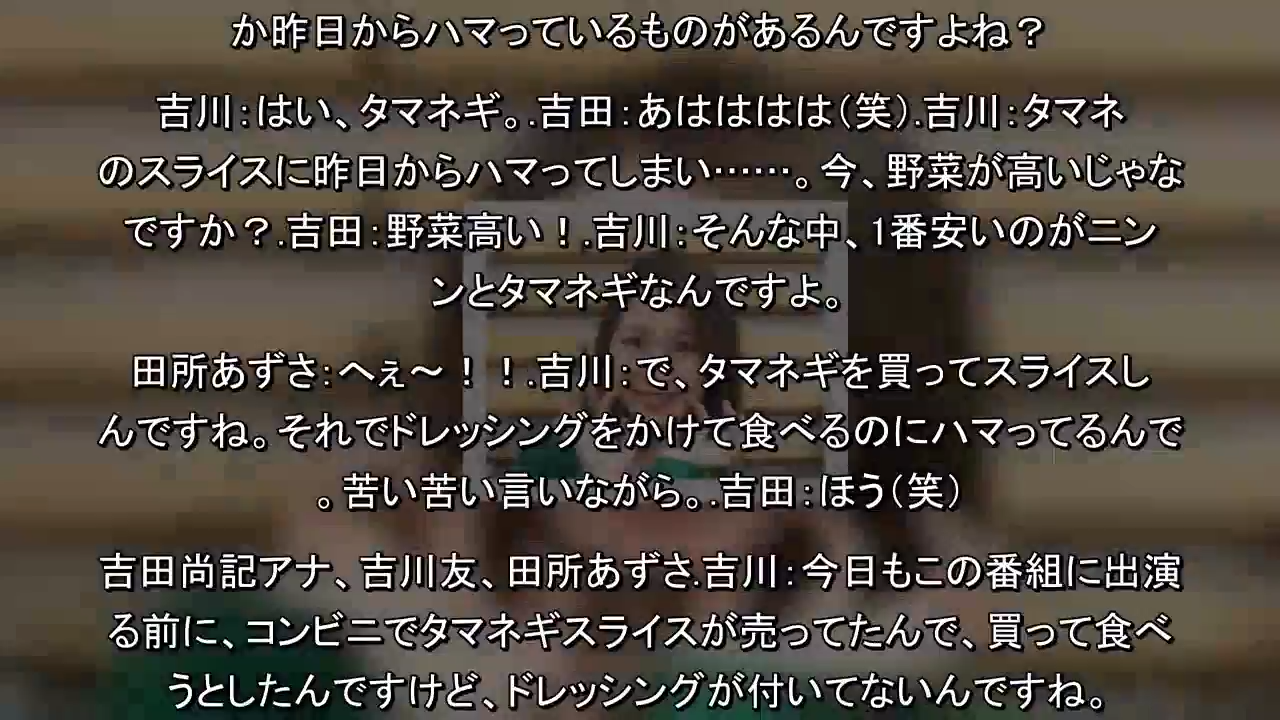 か昨日からハマっているものがあるんですよね？
吉川：はい、タマネギ。.吉田：あはははは（笑）.吉川：タマネ
のスライスに昨日からハマってしまい……。今、野菜が高いじゃな
ですか？.吉田：野菜高い！.吉川：そんな中、1番安いのがニン
ンとタマネギなんですよ。
田所あずさ：へぇ～！！.吉川：で、タマネギを買ってスライスし
んですね。それでドレッシングをかけて食べるのにハマってるんで
。苦い苦い言いながら。.吉田：ほう（笑）
吉田尚記アナ、吉川友、田所あずさ.吉川：今日もこの番組に出演
る前に、コンビニでタマネギスライスが売ってたんで、買って食べ
うとしたんですけど、ドレッシングが付いてないんですね。